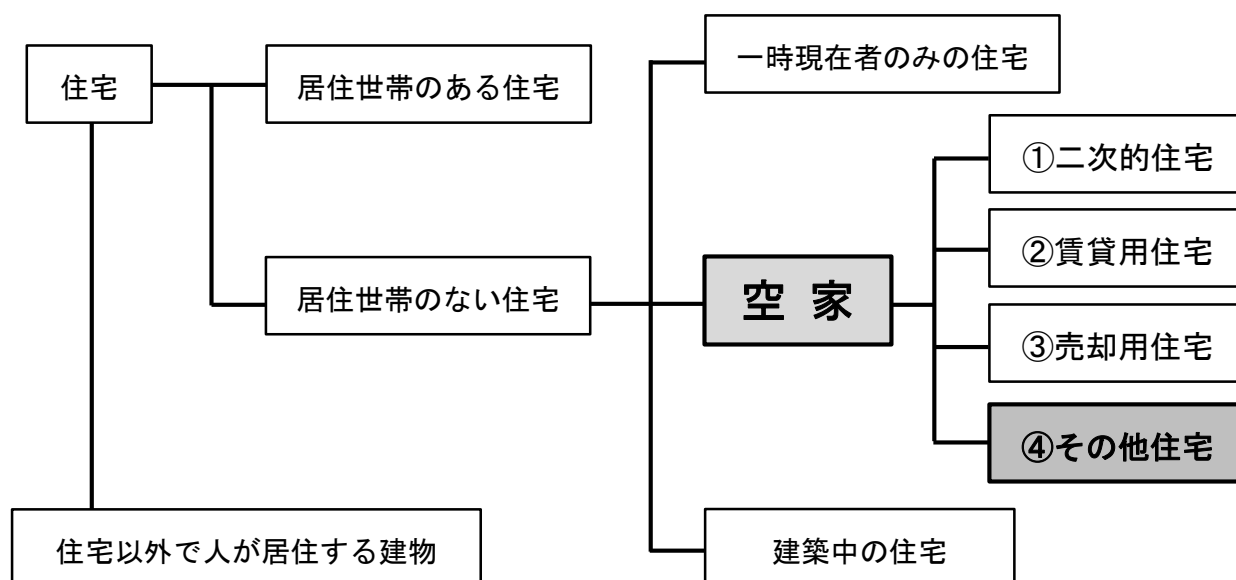 住宅
居住世帯のある住宅
居住世帯のない住宅
住宅以外で人が居住する建物
一時現在者のみの住宅
空家
建築中の住宅
①二次的住宅
②賃貸用住宅
③売却用住宅
④その他住宅